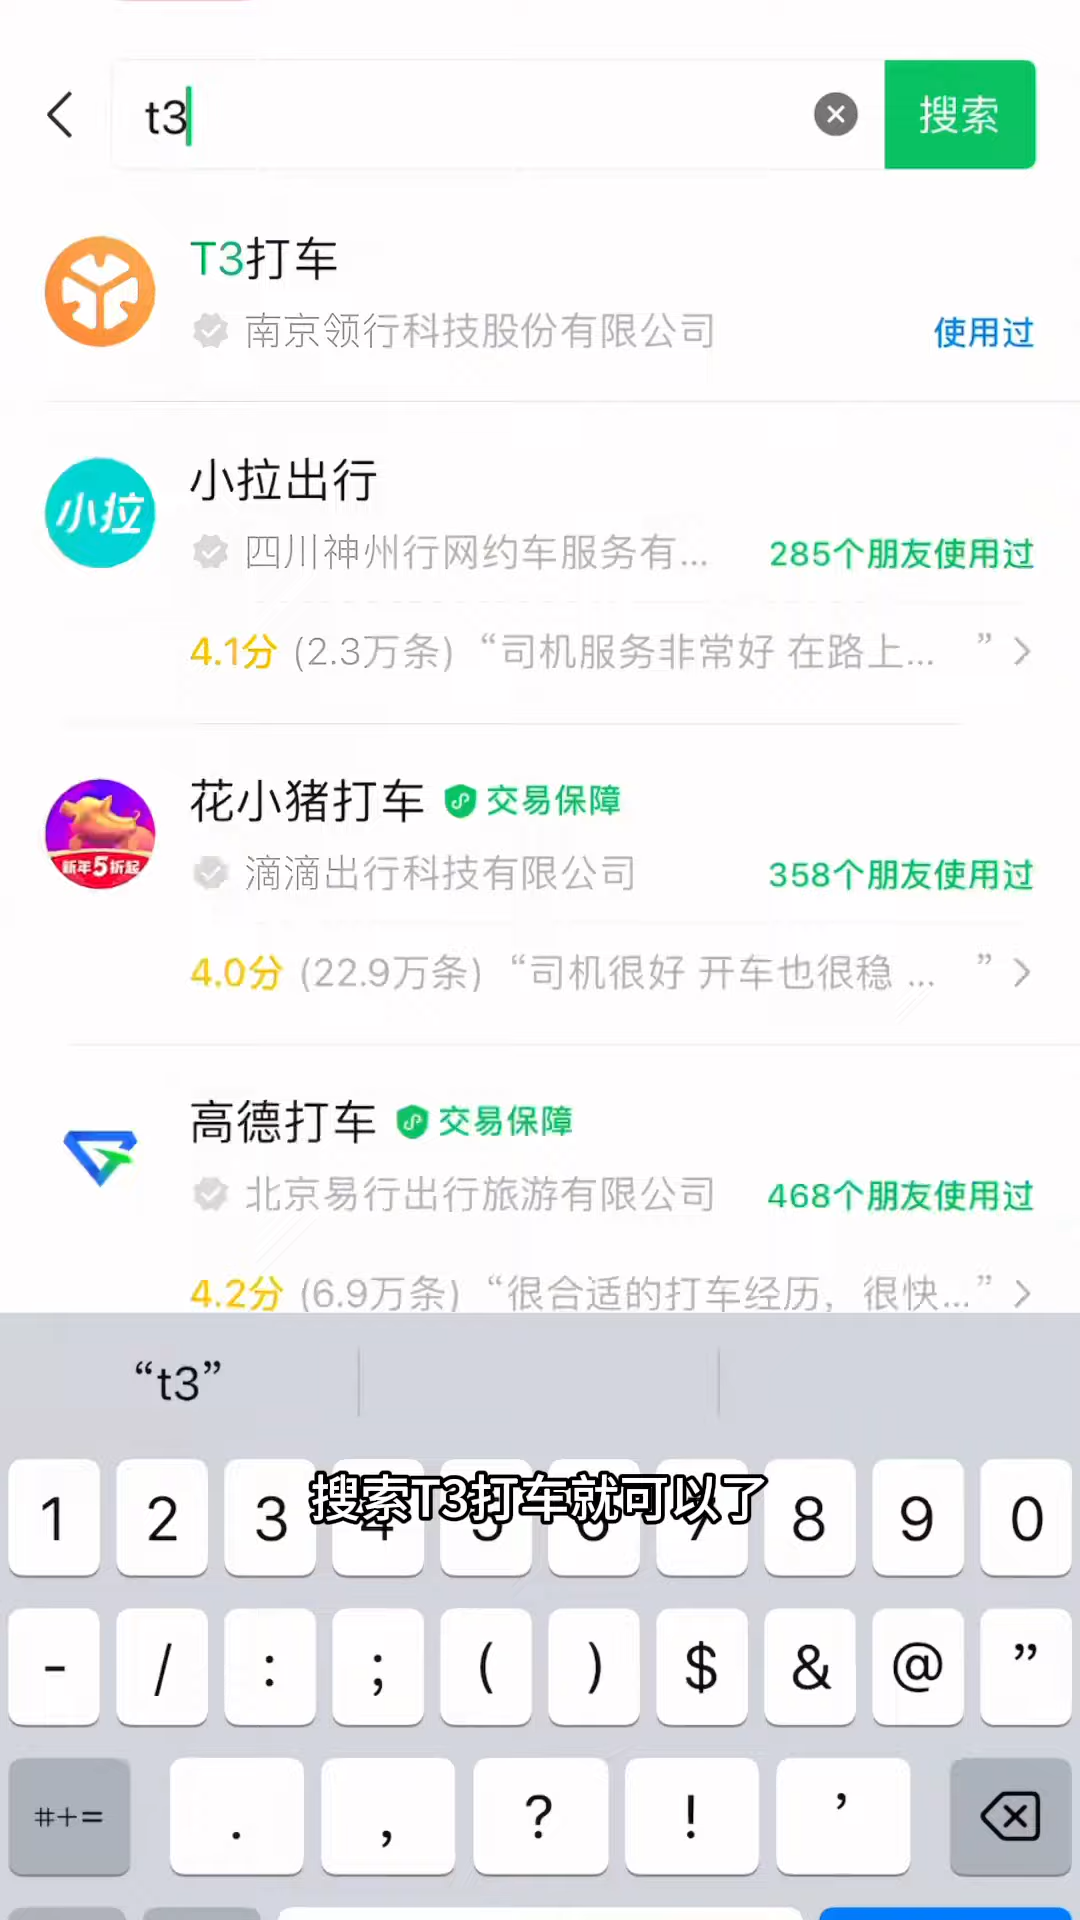 t3
搜索
T3打车
南京领行科技股份有限公司
使用过
小拉
小拉出行
四川神州行网约车服务有...
285个朋友使用过
4.1分 (2.3万条) “司机服务非常好 在路上... ”
花小猪打车
交易保障
新年5折起
滴滴出行科技有限公司
358个朋友使用过
4.0分 (22.9万条) “司机很好 开车也很稳 ... ”
高德打车
交易保障
北京易行出行旅游有限公司
468个朋友使用过
4.2分 (6.9万条) “很合适的打车经历，很快...”
“t3”
搜索T3打车就可以了
1 2 3 4 5 6 7 8 9 0
- / : ; ( ) $ & @ ”
#+= . , ? ! ’